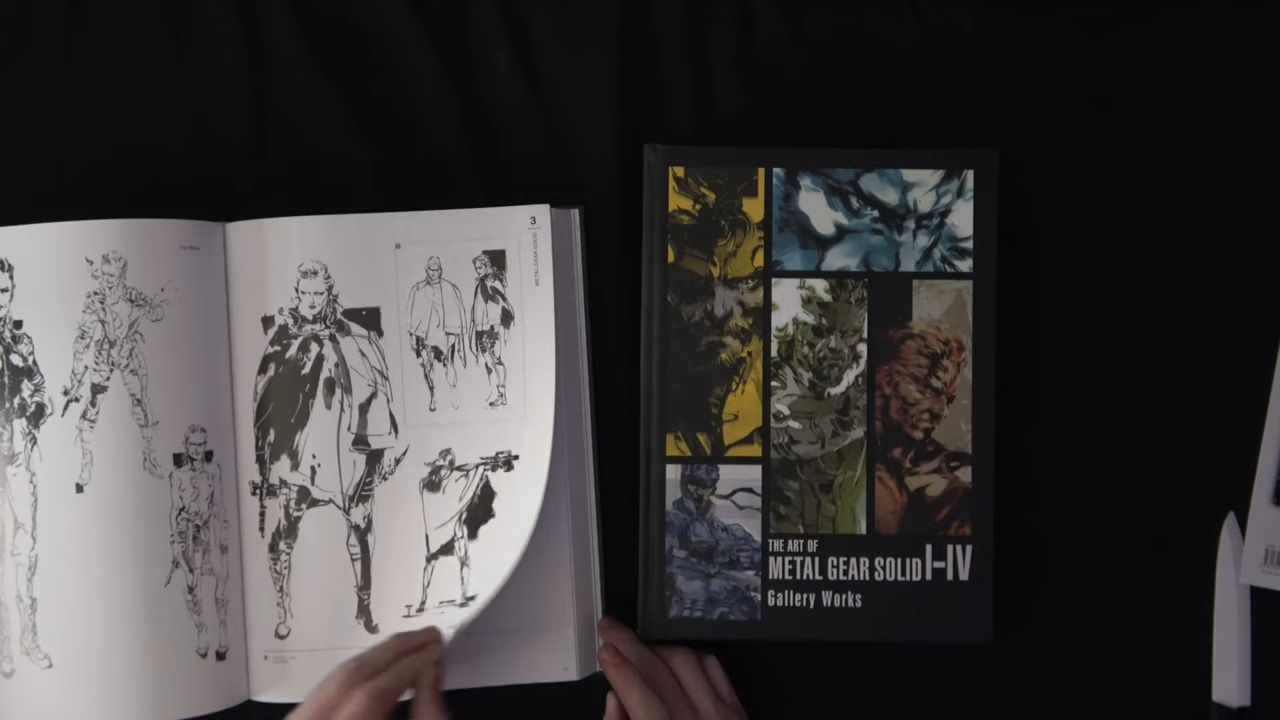 3
METAL GEAR SOLID
THE ART OF
METAL GEAR SOLID I-IV
Gallery Works